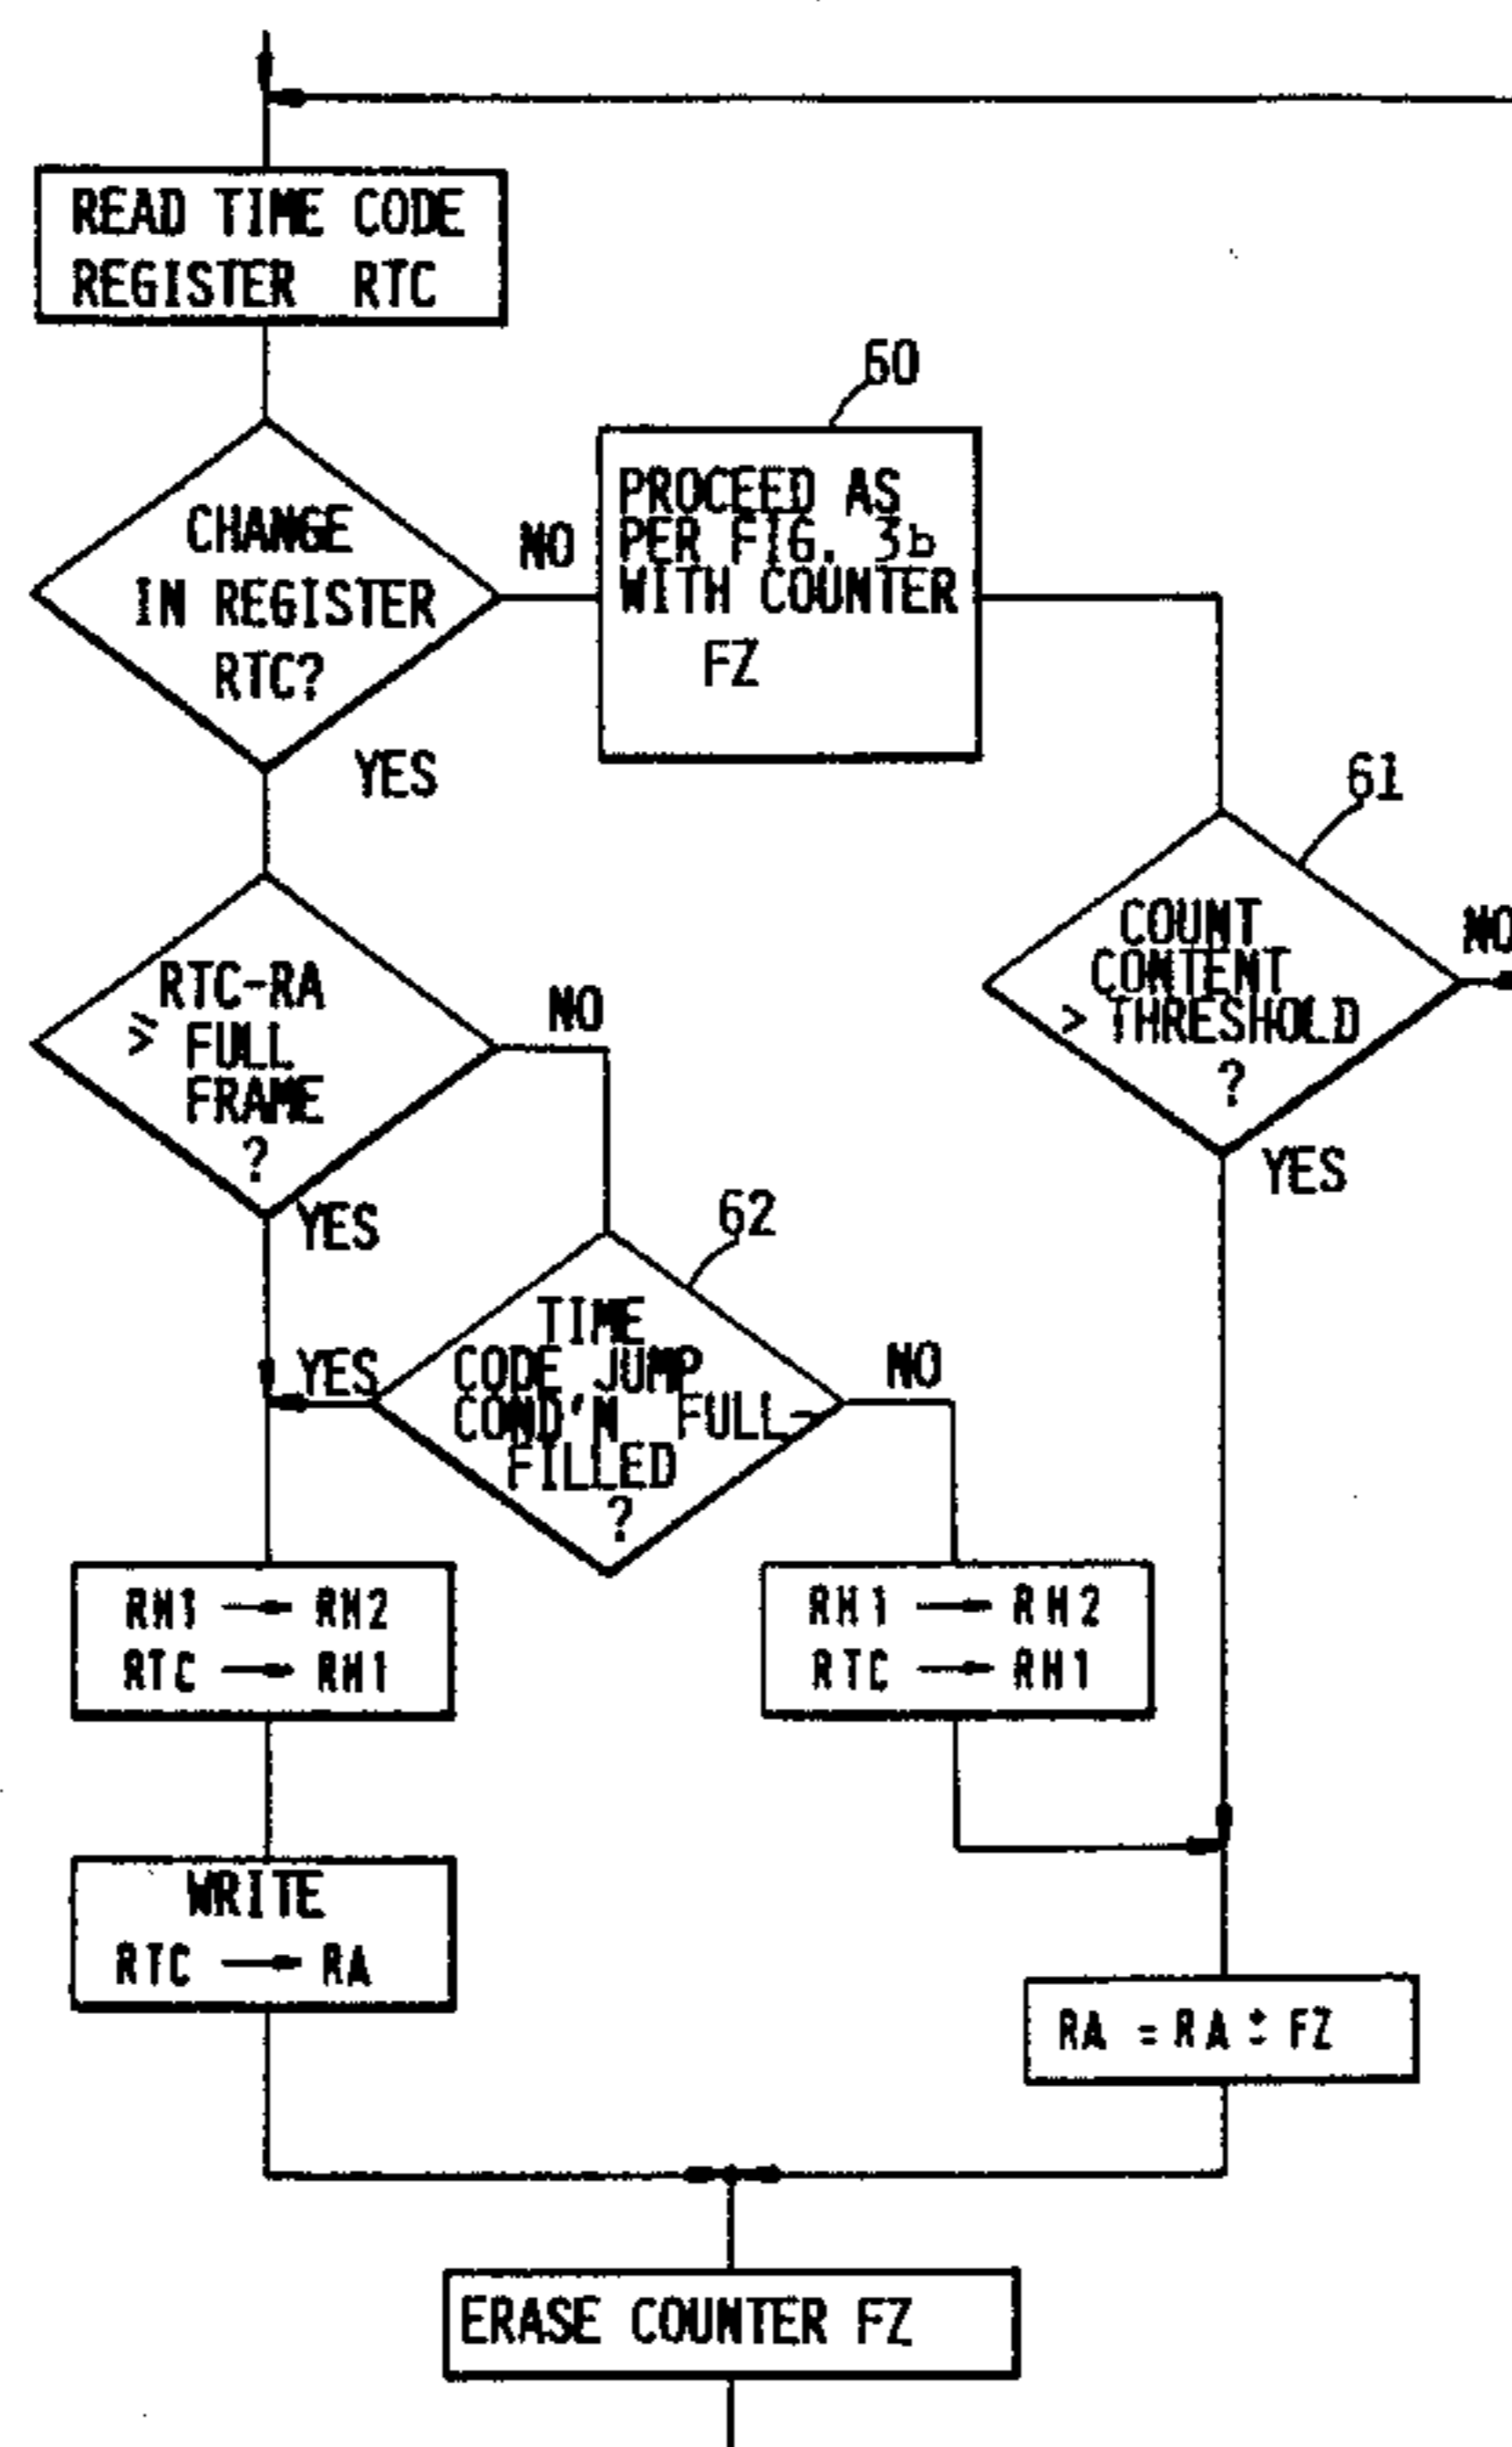 READ TIME CODE
REGISTER RTC
60
CHANGE
IN REGISTER
RTC?
NO
PROCEED AS
PER FIG. 3b
WITH COUNTER
FZ
YES
61
COUNT
CONTENT
> THRESHOLD
?
NO
YES
RTC-RA
≥ FULL
FRAME
?
NO
YES
62
TIME
CODE JUMP
COND'N FULL-
FILLED
?
YES
NO
RH1 → RH2
RTC → RH1
RH1 → RH2
RTC → RH1
WRITE
RTC → RA
RA = RA ± FZ
ERASE COUNTER FZ